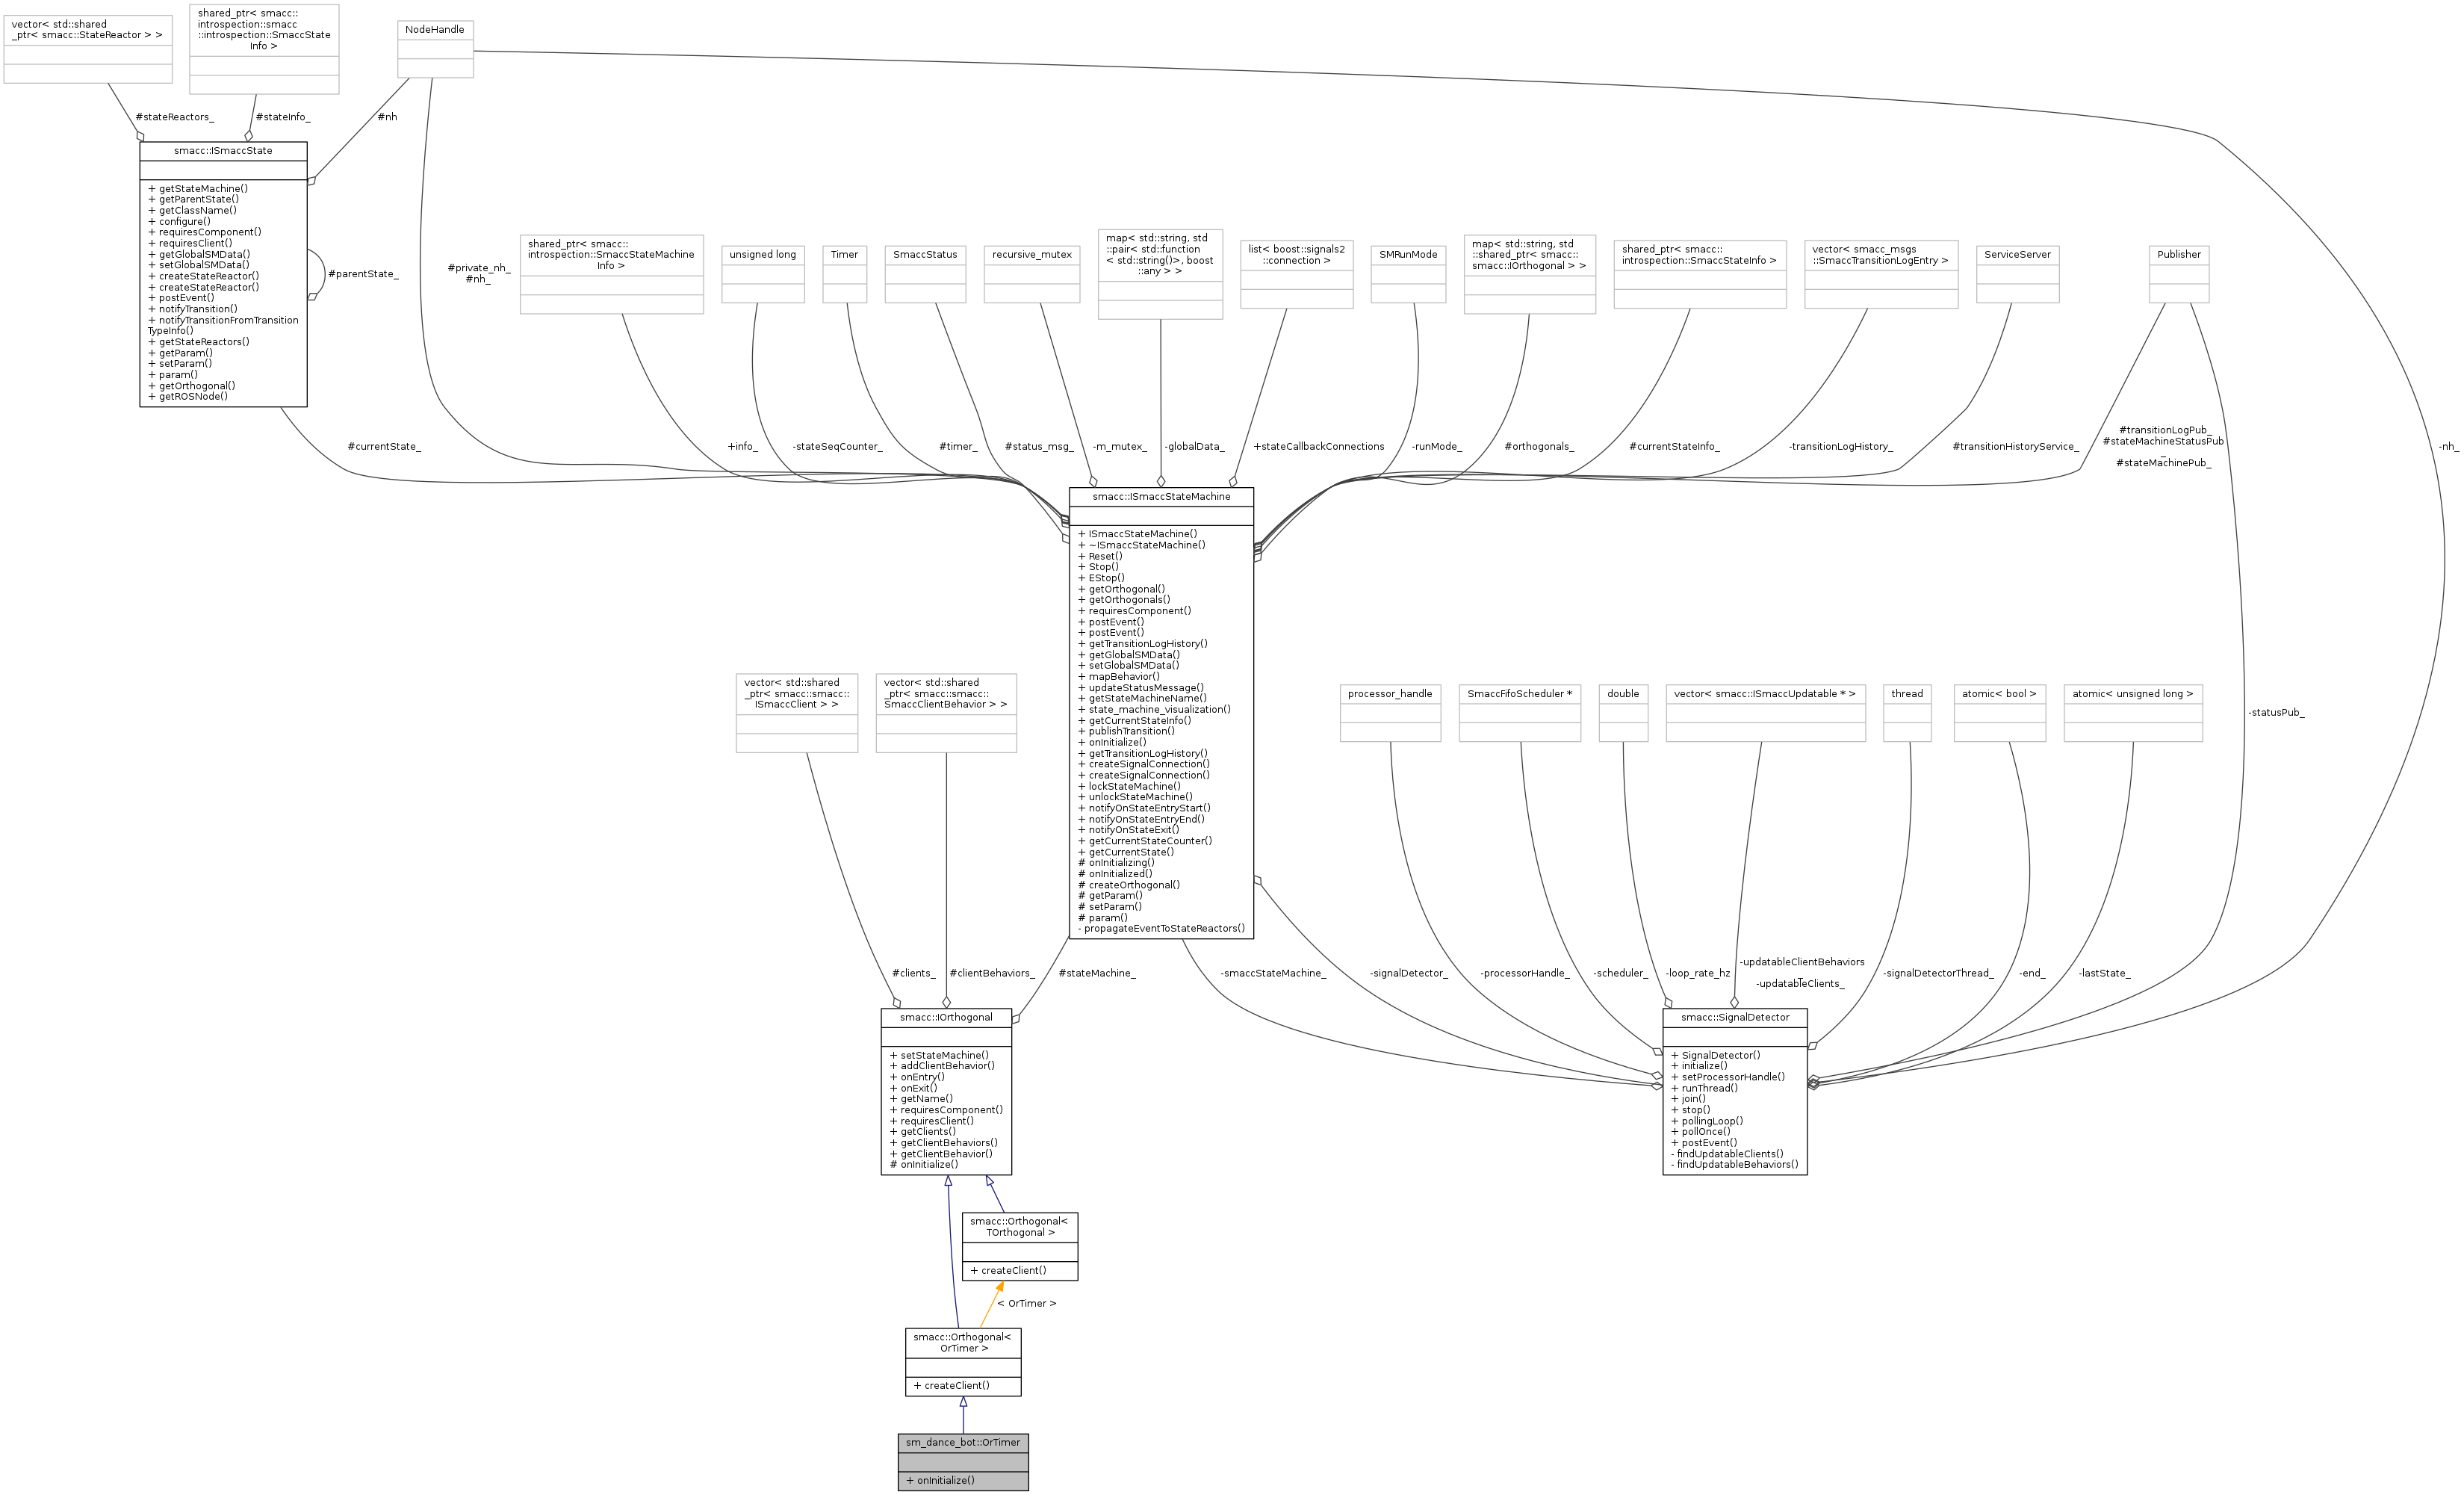 vector< std::shared
_ptr< smacc::StateReactor > >
shared_ptr< smacc::
introspection::smacc
::introspection::SmaccState
Info >
NodeHandle
#stateReactors_
#stateInfo_
#nh
smacc::ISmaccState
+ getStateMachine()
+ getParentState()
+ getClassName()
+ configure()
+ requiresComponent()
+ requiresClient()
+ getGlobalSMData()
+ setGlobalSMData()
+ createStateReactor()
+ createStateReactor()
+ postEvent()
+ notifyTransition()
+ notifyTransitionFromTransition
TypeInfo()
+ getStateReactors()
+ getParam()
+ setParam()
+ param()
+ getOrthogonal()
+ getROSNode()
#parentState_
#private_nh_
#nh_
shared_ptr< smacc::
introspection::SmaccStateMachine
Info >
unsigned long
Timer
SmaccStatus
recursive_mutex
map< std::string, std
::pair< std::function
< std::string()>, boost
::any > >
list< boost::signals2
::connection >
SMRunMode
map< std::string, std
::shared_ptr< smacc::
smacc::IOrthogonal > >
shared_ptr< smacc::
introspection::SmaccStateInfo >
vector< smacc_msgs
::SmaccTransitionLogEntry >
ServiceServer
Publisher
#currentState_
+info_
-stateSeqCounter_
#timer_
#status_msg_
-m_mutex_
-globalData_
+stateCallbackConnections
-runMode_
#orthogonals_
#currentStateInfo_
-transitionLogHistory_
#transitionHistoryService_
#transitionLogPub_
#stateMachineStatusPub
_
#stateMachinePub_
-nh_
smacc::ISmaccStateMachine
+ ISmaccStateMachine()
+ ~ISmaccStateMachine()
+ Reset()
+ Stop()
+ EStop()
+ getOrthogonal()
+ getOrthogonals()
+ requiresComponent()
+ postEvent()
+ postEvent()
+ getTransitionLogHistory()
+ getGlobalSMData()
+ setGlobalSMData()
+ mapBehavior()
+ updateStatusMessage()
+ getStateMachineName()
+ state_machine_visualization()
+ getCurrentStateInfo()
+ publishTransition()
+ onInitialize()
+ getTransitionLogHistory()
+ createSignalConnection()
+ createSignalConnection()
+ lockStateMachine()
+ unlockStateMachine()
+ notifyOnStateEntryStart()
+ notifyOnStateEntryEnd()
+ notifyOnStateExit()
+ getCurrentStateCounter()
+ getCurrentState()
# onInitializing()
# onInitialized()
# createOrthogonal()
# getParam()
# setParam()
# param()
- propagateEventToStateReactors()
vector< std::shared
_ptr< smacc::smacc::
ISmaccClient > >
vector< std::shared
_ptr< smacc::smacc::
SmaccClientBehavior > >
processor_handle
SmaccFifoScheduler *
double
vector< smacc::ISmaccUpdatable * >
thread
atomic< bool >
atomic< unsigned long >
-statusPub_
#clients_
#clientBehaviors_
#stateMachine_
-smaccStateMachine_
-signalDetector_
-processorHandle_
-scheduler_
-loop_rate_hz
-updatableClientBehaviors
_
-updatableClients_
-signalDetectorThread_
-end_
-lastState_
smacc::IOrthogonal
+ setStateMachine()
+ addClientBehavior()
+ onEntry()
+ onExit()
+ getName()
+ requiresComponent()
+ requiresClient()
+ getClients()
+ getClientBehaviors()
+ getClientBehavior()
# onInitialize()
smacc::SignalDetector
+ SignalDetector()
+ initialize()
+ setProcessorHandle()
+ runThread()
+ join()
+ stop()
+ pollingLoop()
+ pollOnce()
+ postEvent()
- findUpdatableClients()
- findUpdatableBehaviors()
smacc::Orthogonal<
TOrthogonal >
+ createClient()
< OrTimer >
smacc::Orthogonal<
OrTimer >
+ createClient()
sm_dance_bot::OrTimer
+ onInitialize()